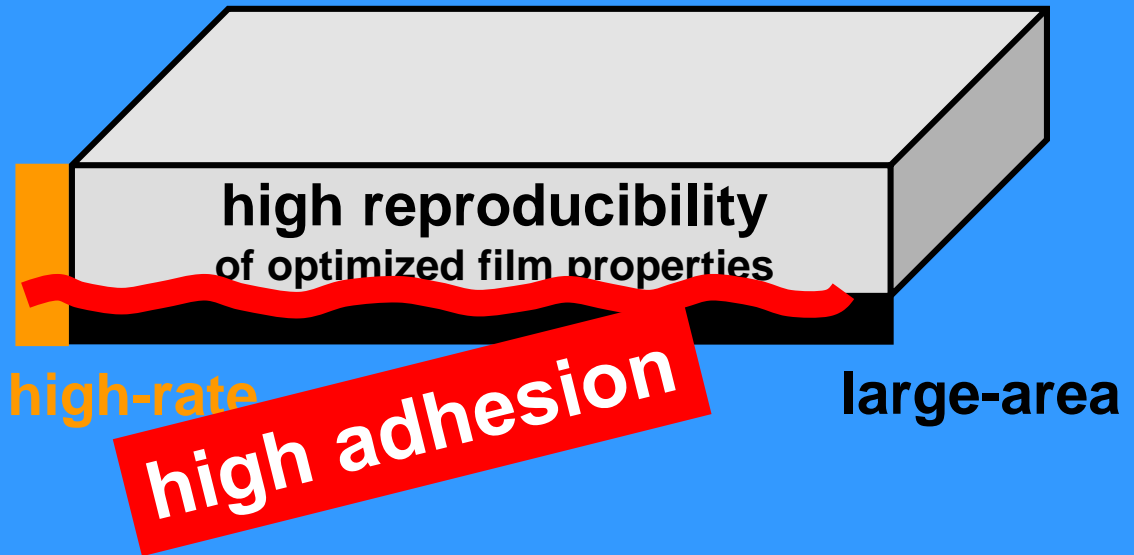 high reproducibility
of optimized film properties
high-rate
large-area
high adhesion